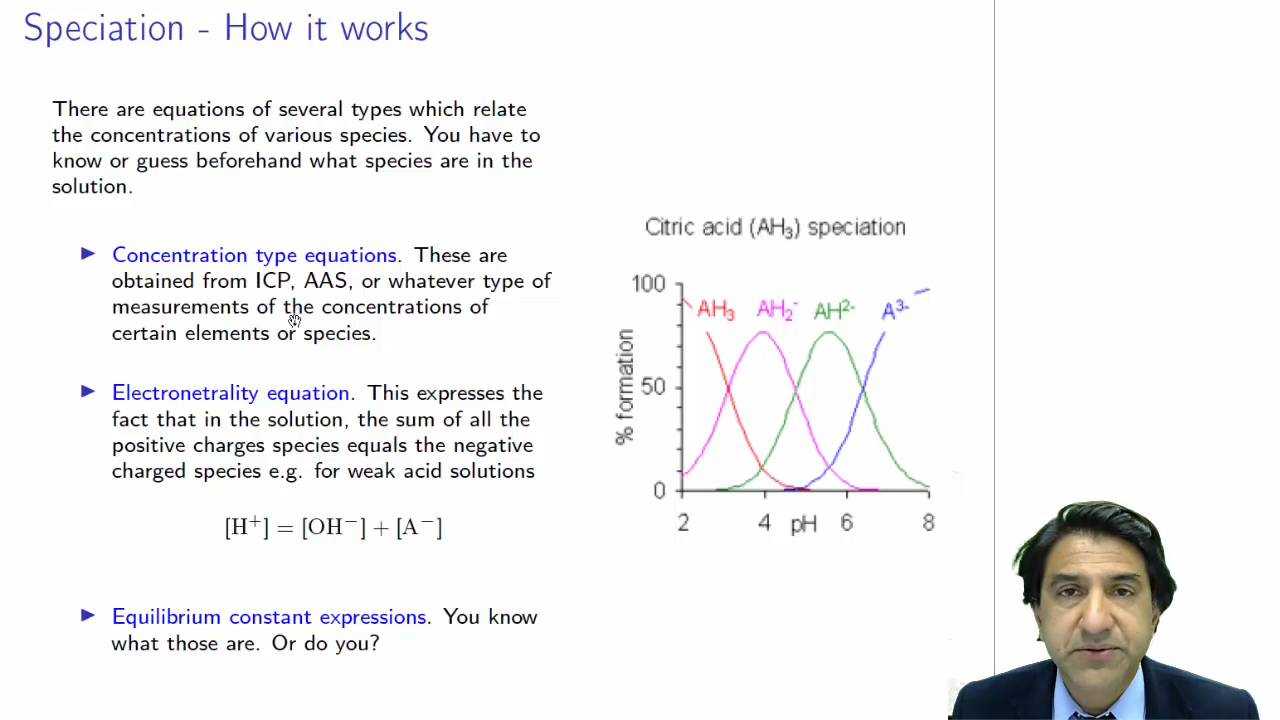 Speciation - How it works
There are equations of several types which relate
the concentrations of various species. You have to
know or guess beforehand what species are in the
solution.
Concentration type equations. These are
obtained from ICP, AAS, or whatever type of
measurements of the concentrations of
certain elements or species.
Electronetrality equation. This expresses the
fact that in the solution, the sum of all the
positive charges species equals the negative
charged species e.g. for weak acid solutions
[H⁺] = [OH⁻] + [A⁻]
Equilibrium constant expressions. You know
what those are. Or do you?
Citric acid (AH₃) speciation
100
AH₃ AH₂⁻ AH²⁻ A³⁻
% formation
50
0
2 4 pH 6 8